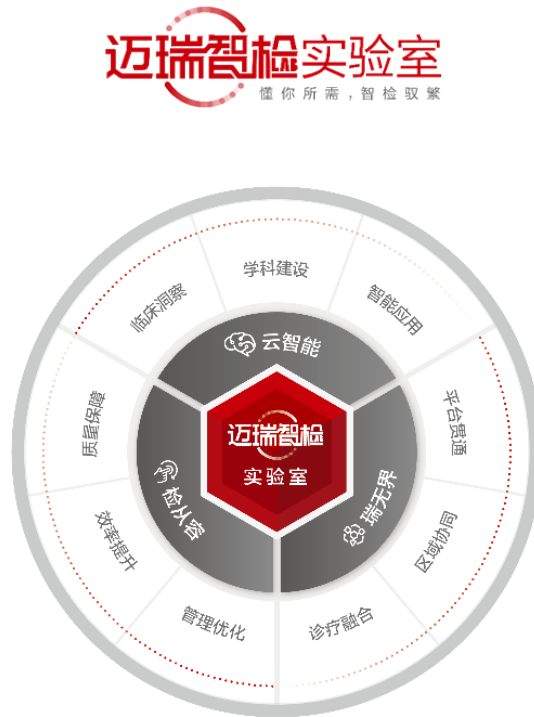 迈瑞智检实验室
懂你所需,智检驭繁
学科建设
临床洞察
智能应用
云智能
质量保障
平台贯通
迈瑞智检
实验室
检从容
瑞无界
效率提升
区域协同
管理优化
诊疗融合